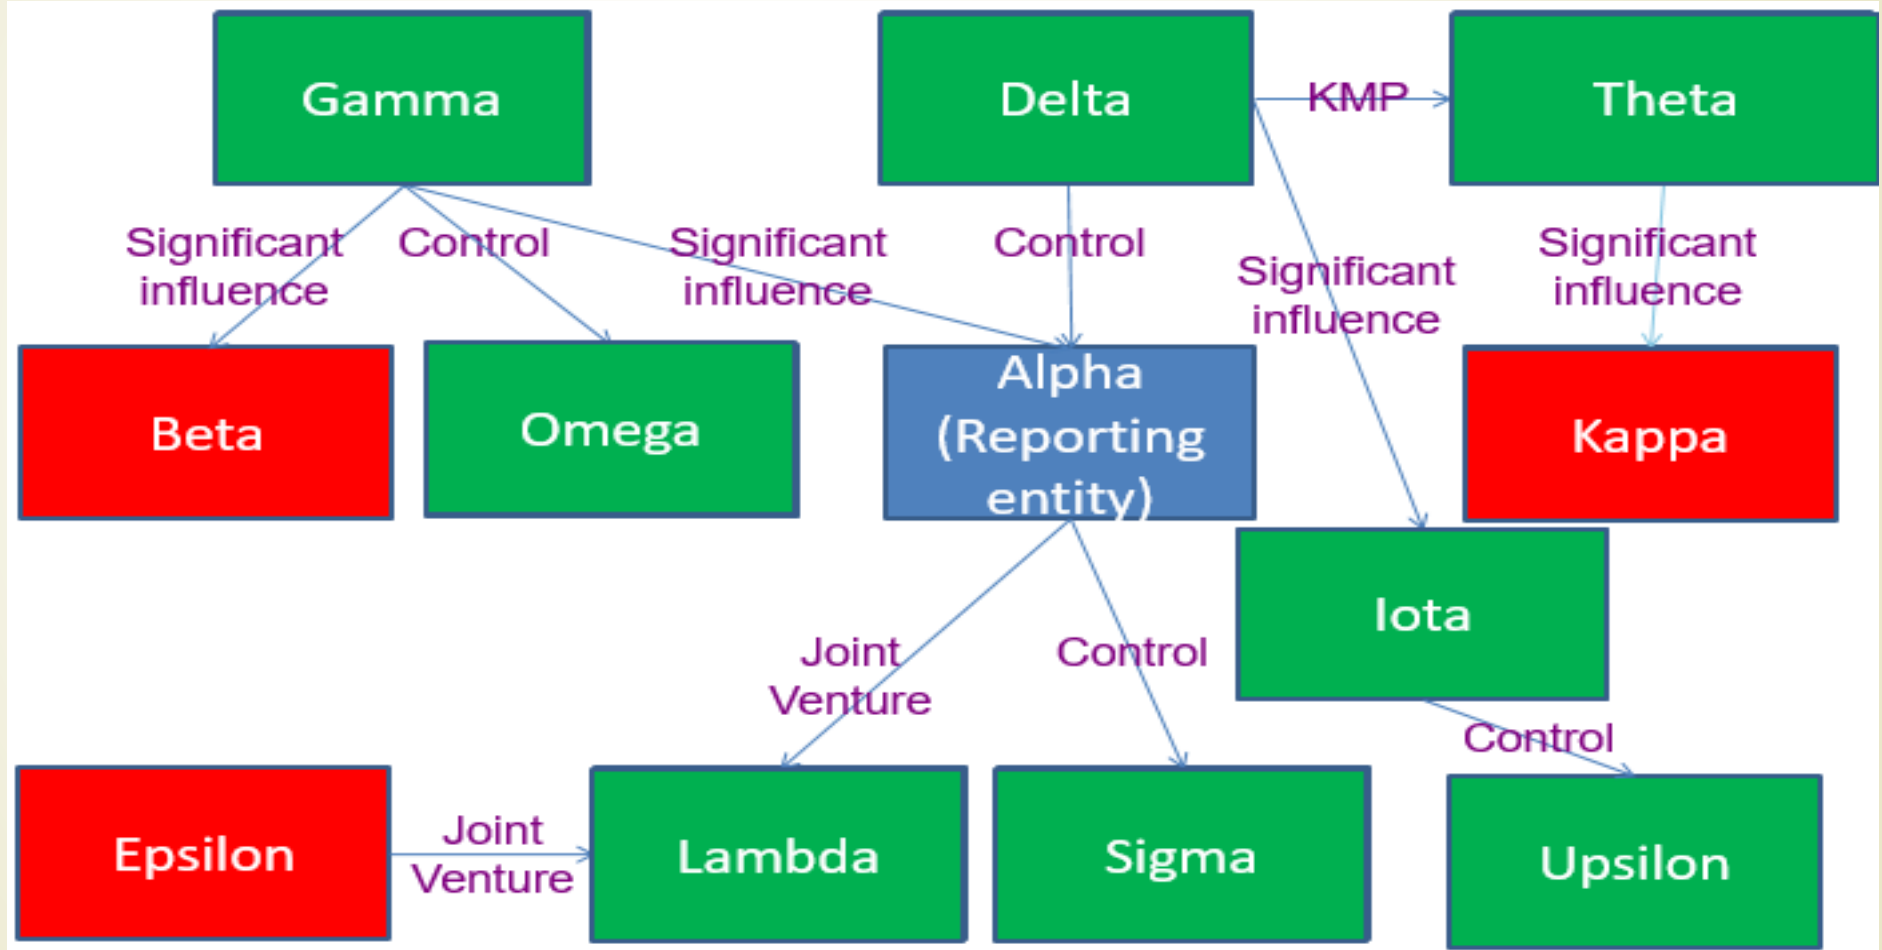 Gamma
Delta
KMP
Theta
Significant
influence
Control
Significant
influence
Control
Significant
influence
Significant
influence
Beta
Omega
Alpha
(Reporting
entity)
Kappa
Iota
Joint
Venture
Control
Control
Epsilon
Joint
Venture
Lambda
Sigma
Upsilon